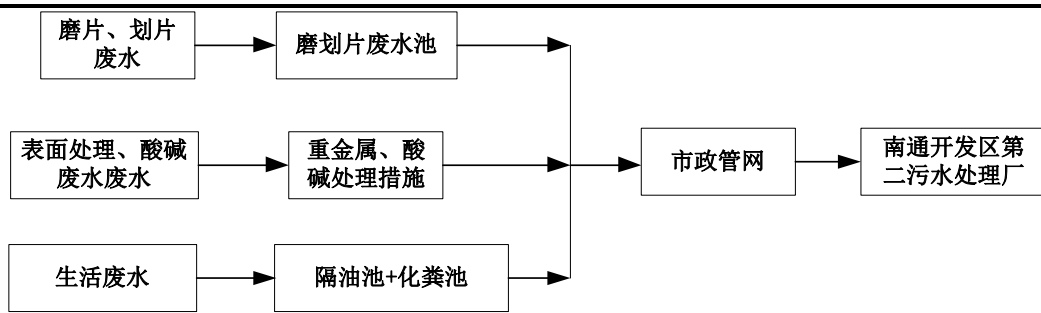 磨片、划片
废水
磨划片废水池
表面处理、酸碱
废水废水
重金属、酸
碱处理措施
市政管网
南通开发区第
二污水处理厂
生活废水
隔油池+化粪池